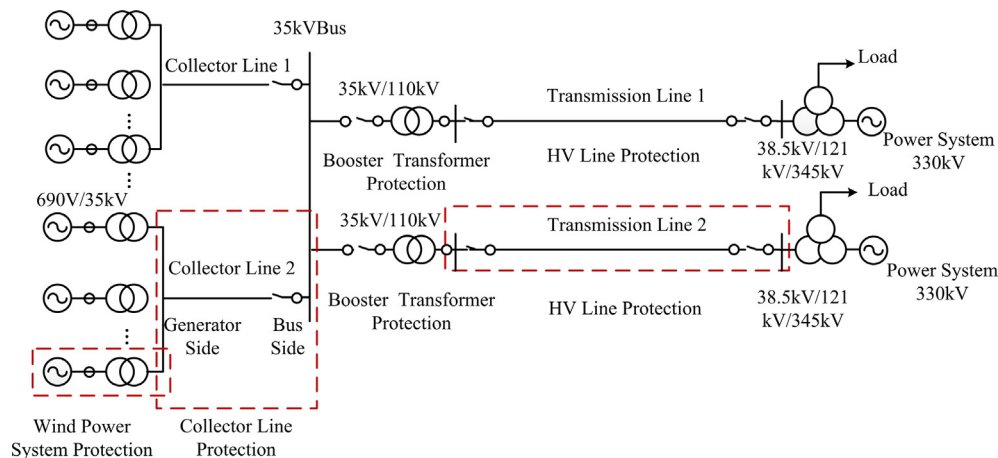 35kVBus
Collector Line 1
35kV/110kV
Transmission Line 1
Load
Booster Transformer
Protection
HV Line Protection
38.5kV/121
kV/345kV
Power System
330kV
690V/35kV
35kV/110kV
Transmission Line 2
Load
Collector Line 2
Booster Transformer
Protection
HV Line Protection
38.5kV/121
kV/345kV
Power System
330kV
Generator
Side
Bus
Side
Wind Power
System Protection
Collector Line
Protection